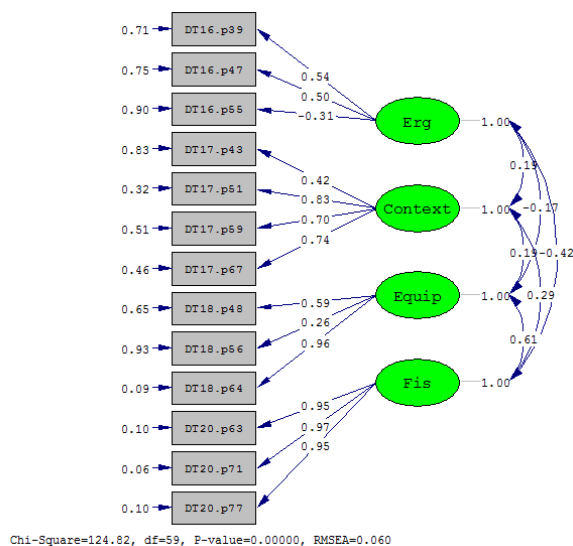 0.71 DT16.p39
0.54
0.75 DT16.p47
0.50
0.90 DT16.p55
-0.31
Erg 1.00
0.83 DT17.p43
0.42
0.19
0.32 DT17.p51
0.83
Context 1.00
-0.17
0.51 DT17.p59
0.70
0.46 DT17.p67
0.74
0.19
-0.42
0.65 DT18.p48
0.59
Equip 1.00
0.29
0.93 DT18.p56
0.26
0.61
0.09 DT18.p64
0.96
Fis 1.00
0.10 DT20.p63
0.95
0.06 DT20.p71
0.97
0.10 DT20.p77
0.95
Chi-Square=124.82, df=59, P-value=0.00000, RMSEA=0.060